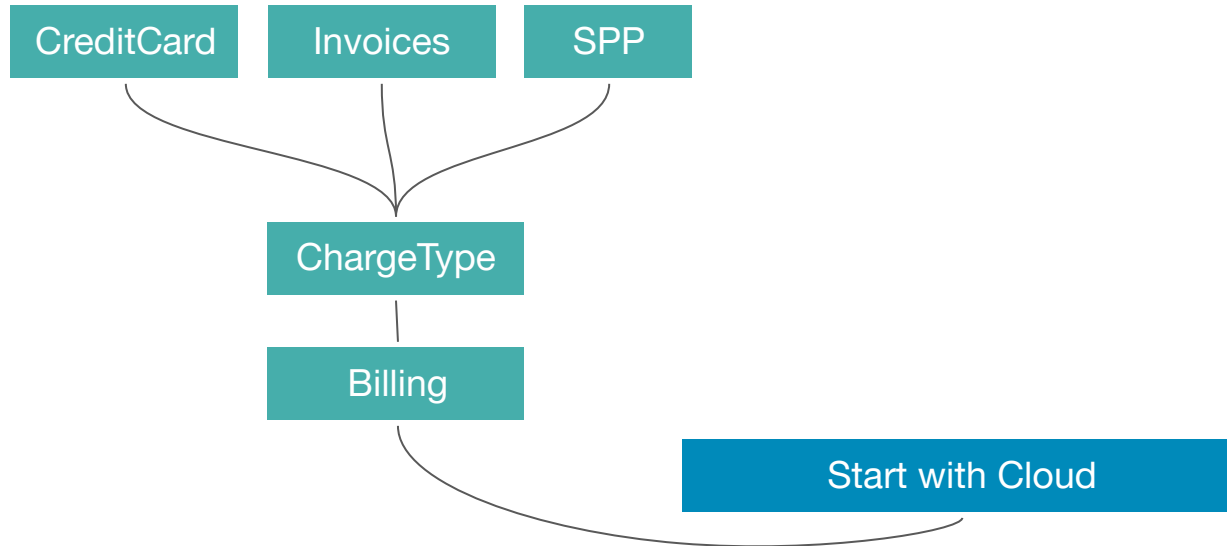 CreditCard
Invoices
SPP
ChargeType
Billing
Start with Cloud